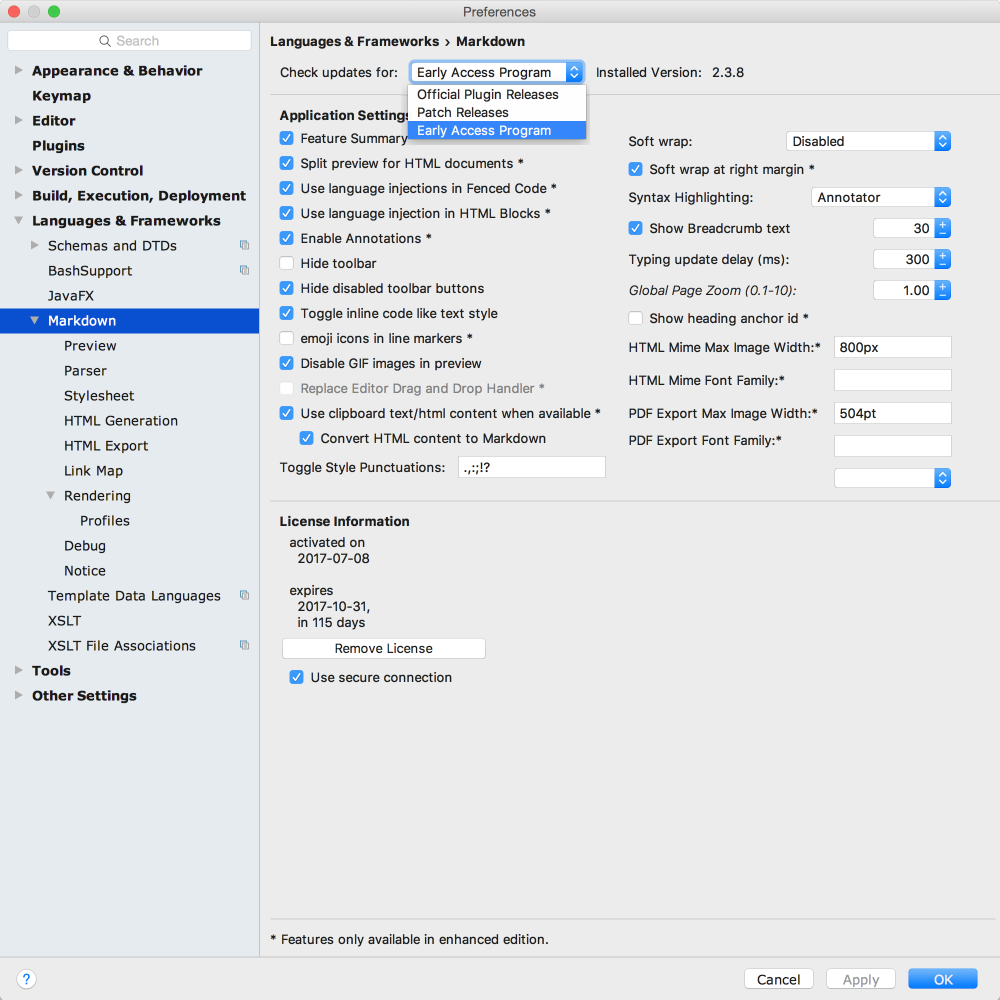 Preferences
Search
Appearance & Behavior
Keymap
Editor
Plugins
Version Control
Build, Execution, Deployment
Languages & Frameworks
Schemas and DTDs
BashSupport
JavaFX
Markdown
Preview
Parser
Stylesheet
HTML Generation
HTML Export
Link Map
Rendering
Profiles
Debug
Notice
Template Data Languages
XSLT
XSLT File Associations
Tools
Other Settings
Languages & Frameworks › Markdown
Check updates for: Early Access Program Installed Version: 2.3.8
Official Plugin Releases
Patch Releases
Early Access Program
Application Settings
Feature Summary
Split preview for HTML documents *
Use language injections in Fenced Code *
Use language injection in HTML Blocks *
Enable Annotations *
Hide toolbar
Hide disabled toolbar buttons
Toggle inline code like text style
emoji icons in line markers *
Disable GIF images in preview
Replace Editor Drag and Drop Handler *
Use clipboard text/html content when available *
Convert HTML content to Markdown
Toggle Style Punctuations: .,:;!?
Soft wrap: Disabled
Soft wrap at right margin *
Syntax Highlighting: Annotator
Show Breadcrumb text 30
Typing update delay (ms): 300
Global Page Zoom (0.1-10): 1.00
Show heading anchor id *
HTML Mime Max Image Width:* 800px
HTML Mime Font Family:*
PDF Export Max Image Width:* 504pt
PDF Export Font Family:*
License Information
activated on
2017-07-08
expires
2017-10-31,
in 115 days
Remove License
Use secure connection
* Features only available in enhanced edition.
? Cancel Apply OK